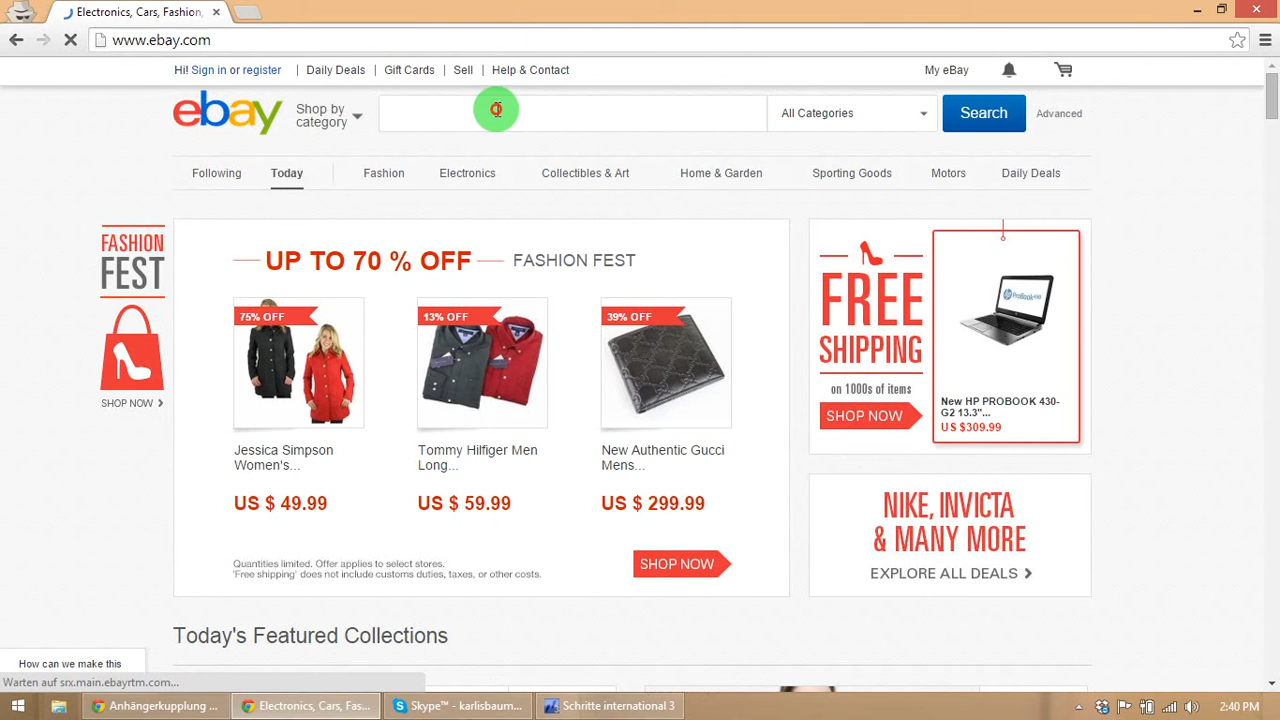 Electronics, Cars, Fashion,
www.ebay.com
Hi! Sign in or register
Daily Deals
Gift Cards
Sell
Help & Contact
My eBay
ebay
Shop by category
All Categories
Search
Advanced
Following
Today
Fashion
Electronics
Collectibles & Art
Home & Garden
Sporting Goods
Motors
Daily Deals
FASHION
FEST
SHOP NOW
UP TO 70 % OFF
FASHION FEST
75% OFF
13% OFF
39% OFF
Jessica Simpson
Women's...
US $ 49.99
Tommy Hilfiger Men
Long...
US $ 59.99
New Authentic Gucci
Mens...
US $ 299.99
Quantities limited. Offer applies to select stores.
'Free shipping' does not include customs duties, taxes, or other costs.
SHOP NOW
FREE
SHIPPING
on 1000s of items
SHOP NOW
ProBook
New HP PROBOOK 430-
G2 13.3"...
US $309.99
NIKE, INVICTA
& MANY MORE
EXPLORE ALL DEALS
Today's Featured Collections
How can we make this
Warten auf srx.main.ebayrtm.com...
Anhängerkupplung ...
Electronics, Cars, Fas...
Skype™ - karlisbaum...
Schritte international 3
2:40 PM